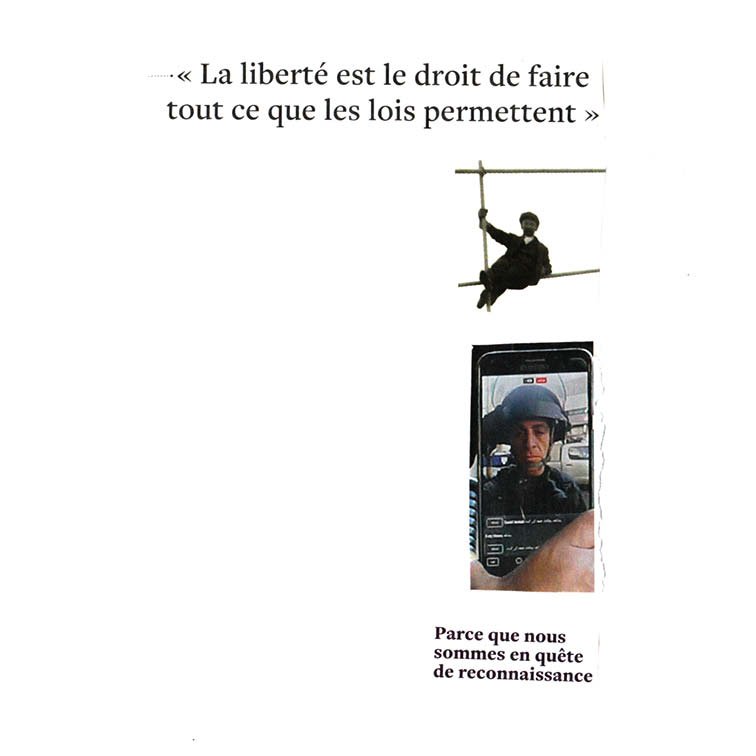 « La liberté est le droit de faire
tout ce que les lois permettent »
Parce que nous
sommes en quête
de reconnaissance